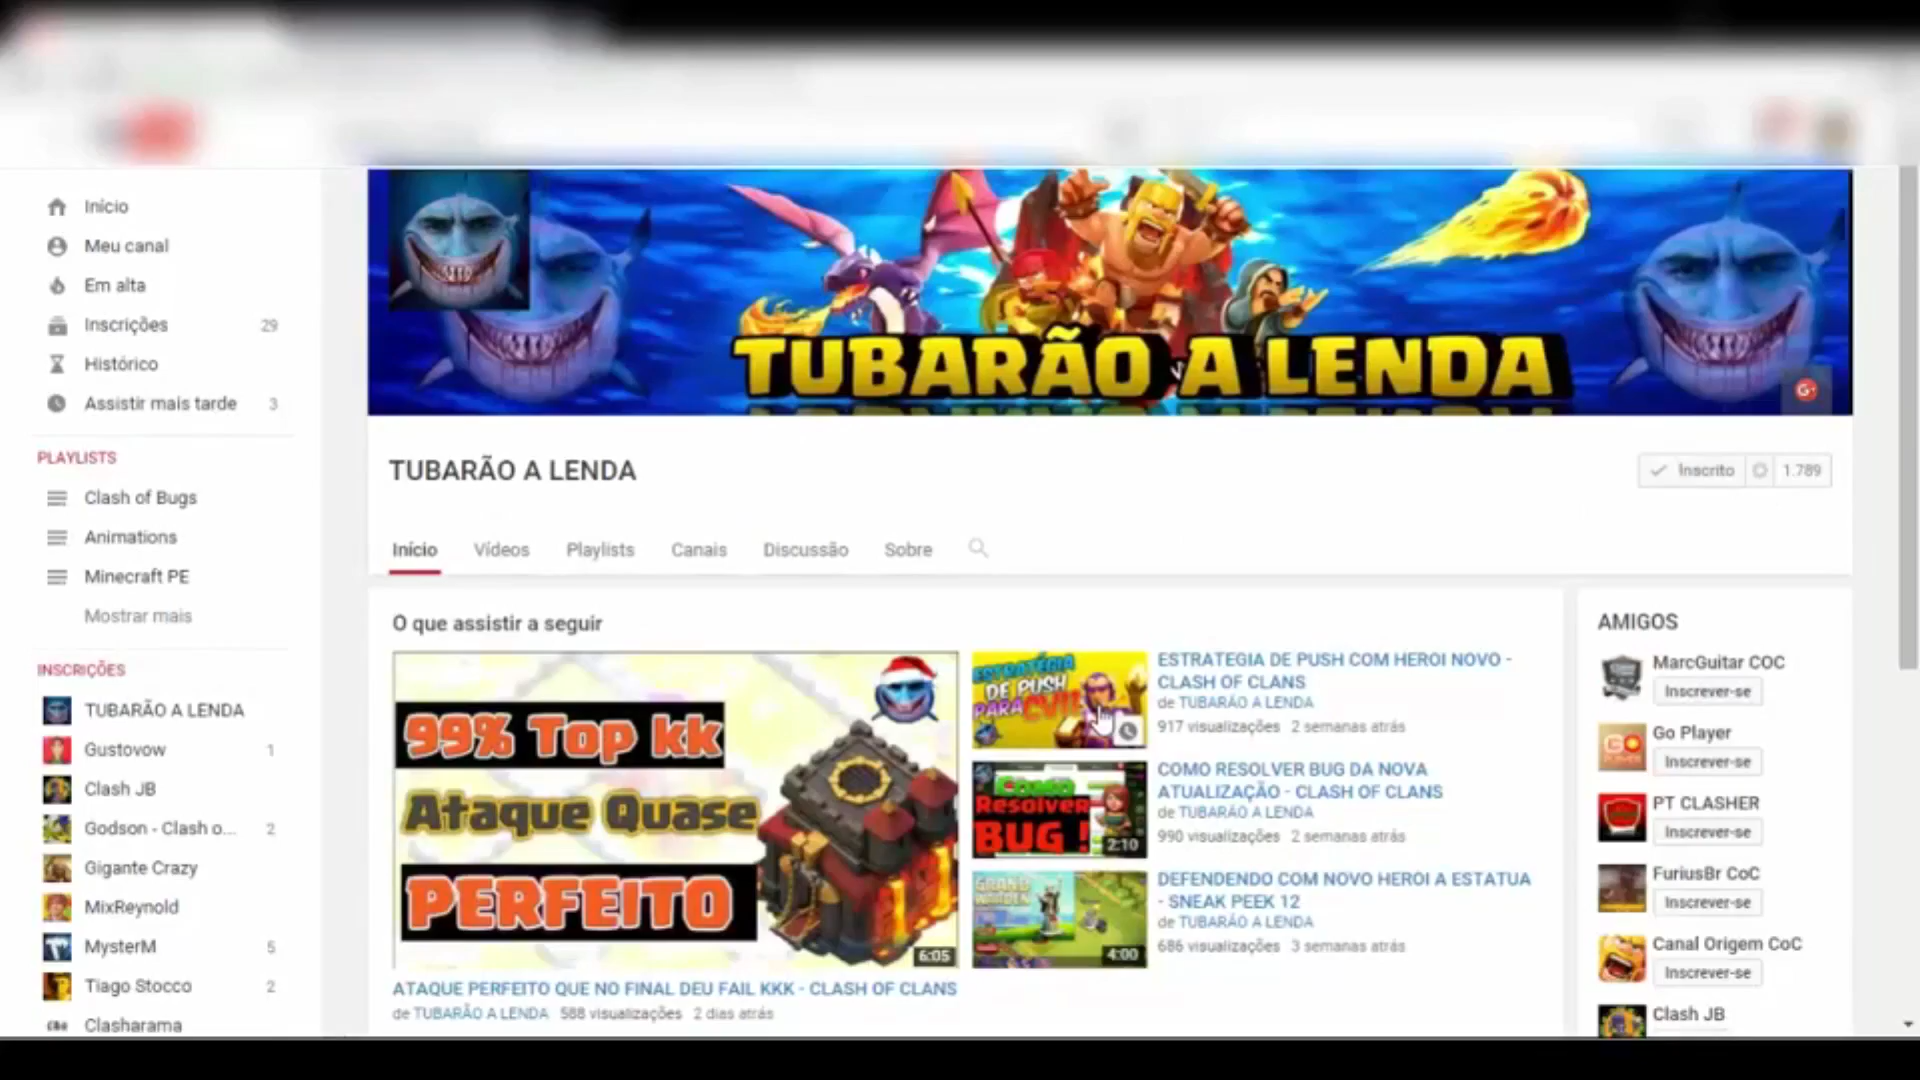 Início
Meu canal
Em alta
Inscrições 29
Histórico
Assistir mais tarde 3
PLAYLISTS
Clash of Bugs
Animations
Minecraft PE
Mostrar mais
INSCRIÇÕES
TUBARÃO A LENDA
Gustovow 1
Clash JB
Godson - Clash o... 2
Gigante Crazy
MixReynold
MysterM 5
Tiago Stocco 2
Clasharama
TUBARÃO A LENDA
TUBARÃO A LENDA
Inscrito 1.789
Início Vídeos Playlists Canais Discussão Sobre
O que assistir a seguir
99% Top kk
Ataque Quase
PERFEITO
6:05
ATAQUE PERFEITO QUE NO FINAL DEU FAIL KKK - CLASH OF CLANS
de TUBARÃO A LENDA 588 visualizações 2 dias atrás
ESTRATÉGIA
DE PUSH
PARA CV11
ESTRATEGIA DE PUSH COM HEROI NOVO -
CLASH OF CLANS
de TUBARÃO A LENDA
917 visualizações 2 semanas atrás
Como
Resolver
BUG !
2:10
COMO RESOLVER BUG DA NOVA
ATUALIZAÇÃO - CLASH OF CLANS
de TUBARÃO A LENDA
990 visualizações 2 semanas atrás
GRAND
WARDEN
4:00
DEFENDENDO COM NOVO HEROI A ESTATUA
- SNEAK PEEK 12
de TUBARÃO A LENDA
686 visualizações 3 semanas atrás
AMIGOS
MarcGuitar COC
Inscrever-se
Go Player
Inscrever-se
PT CLASHER
Inscrever-se
FuriusBr CoC
Inscrever-se
Canal Origem CoC
Inscrever-se
Clash JB